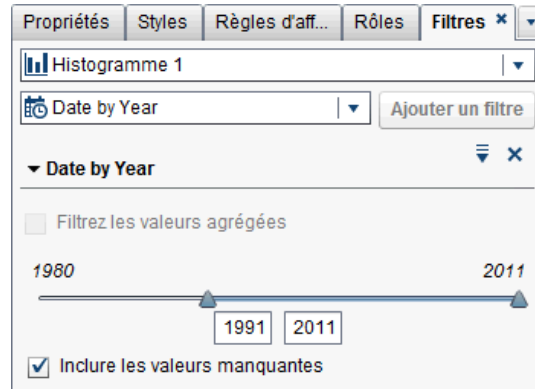 Propriétés Styles Règles d'aff... Rôles Filtres
Histogramme 1
Date by Year Ajouter un filtre
Date by Year
Filtrez les valeurs agrégées
1980 2011
1991 2011
Inclure les valeurs manquantes